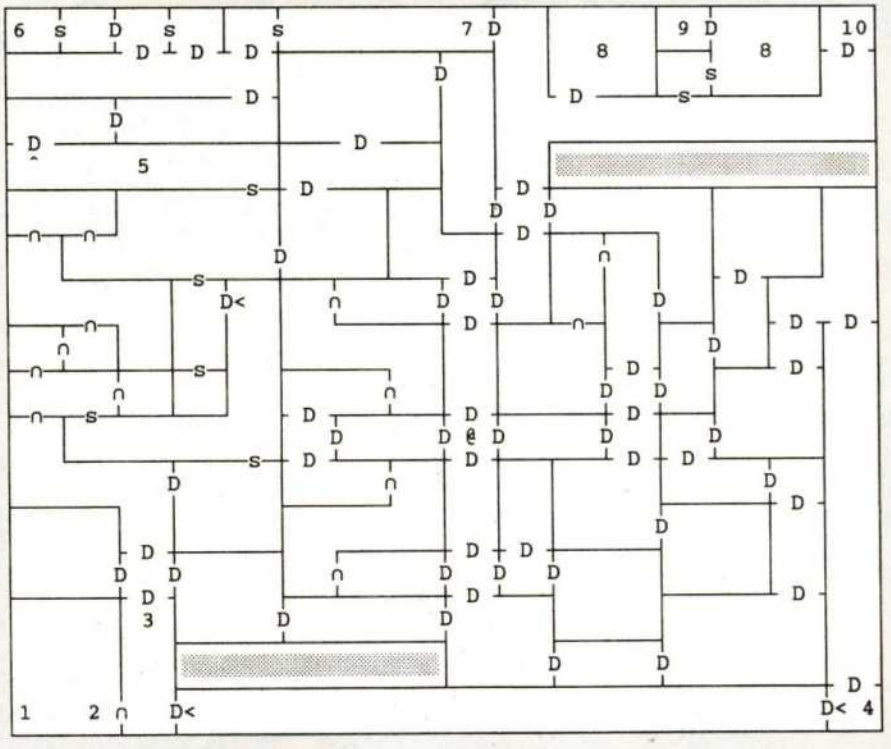 6 s D s s 7 D 9 D 10
D D D 8 8 D
D s
D D s
D
D D
^ 5
s D D
D D
∩ ∩ D
D ∩
s D D
D< ∩ D D D
∩ D ∩ D D
∩ D
∩ s D D
∩ ∩ D D
∩ s D D D
D D @ D D D
s D D D D
D ∩ D
D
D
D D D
D D ∩ D D D
D D D
3 D D
D D
D
1 2 ∩ D< D< 4